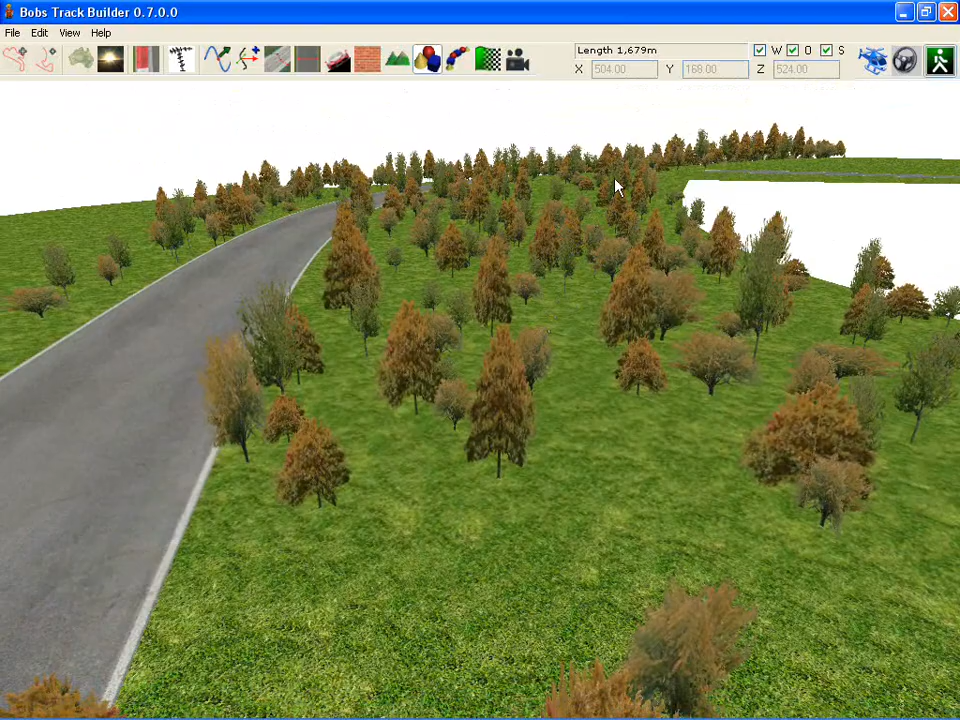 Bobs Track Builder 0.7.0.0
File Edit View Help
Length 1,679m W O S
X 504.00 Y 168.00 Z 524.00